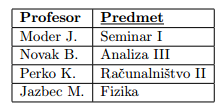 Profesor Predmet
Moder J. Seminar I
Novak B. Analiza III
Perko K. Računalništvo II
Jazbec M. Fizika